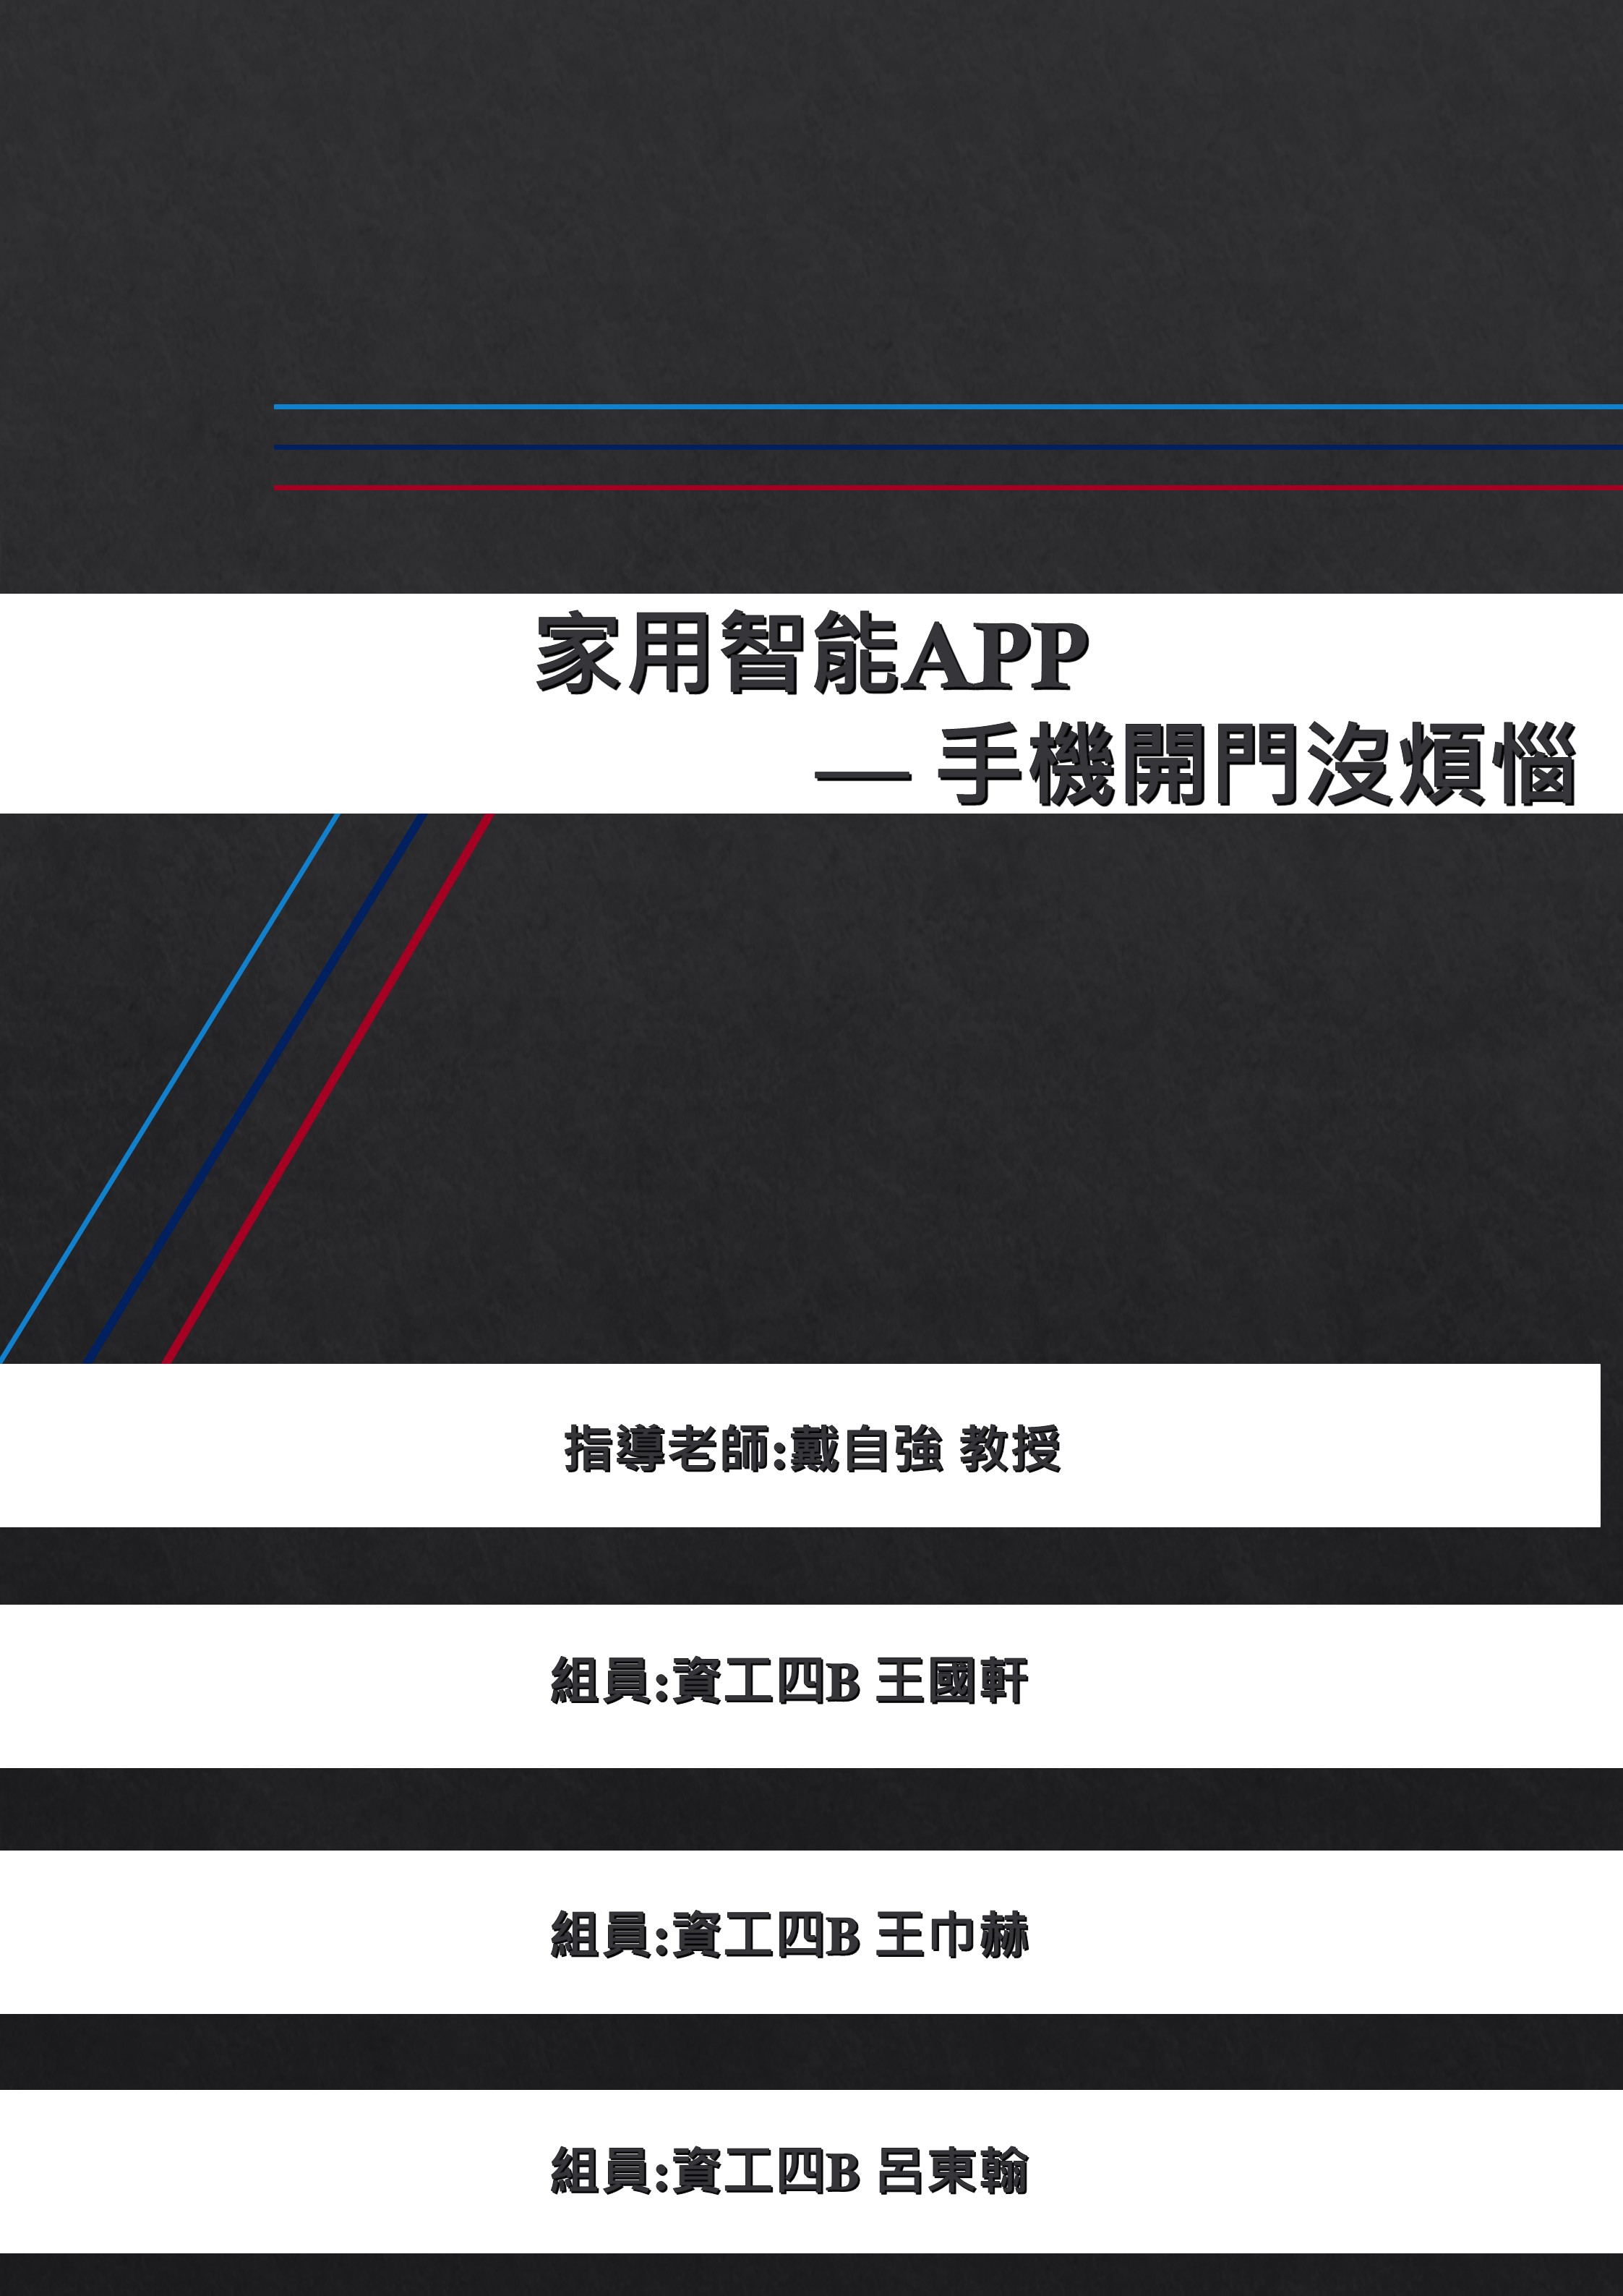 家用智能APP
— 手機開門沒煩惱
指導老師:戴自強 教授
組員:資工四B 王國軒
組員:資工四B 王巾赫
組員:資工四B 呂東翰